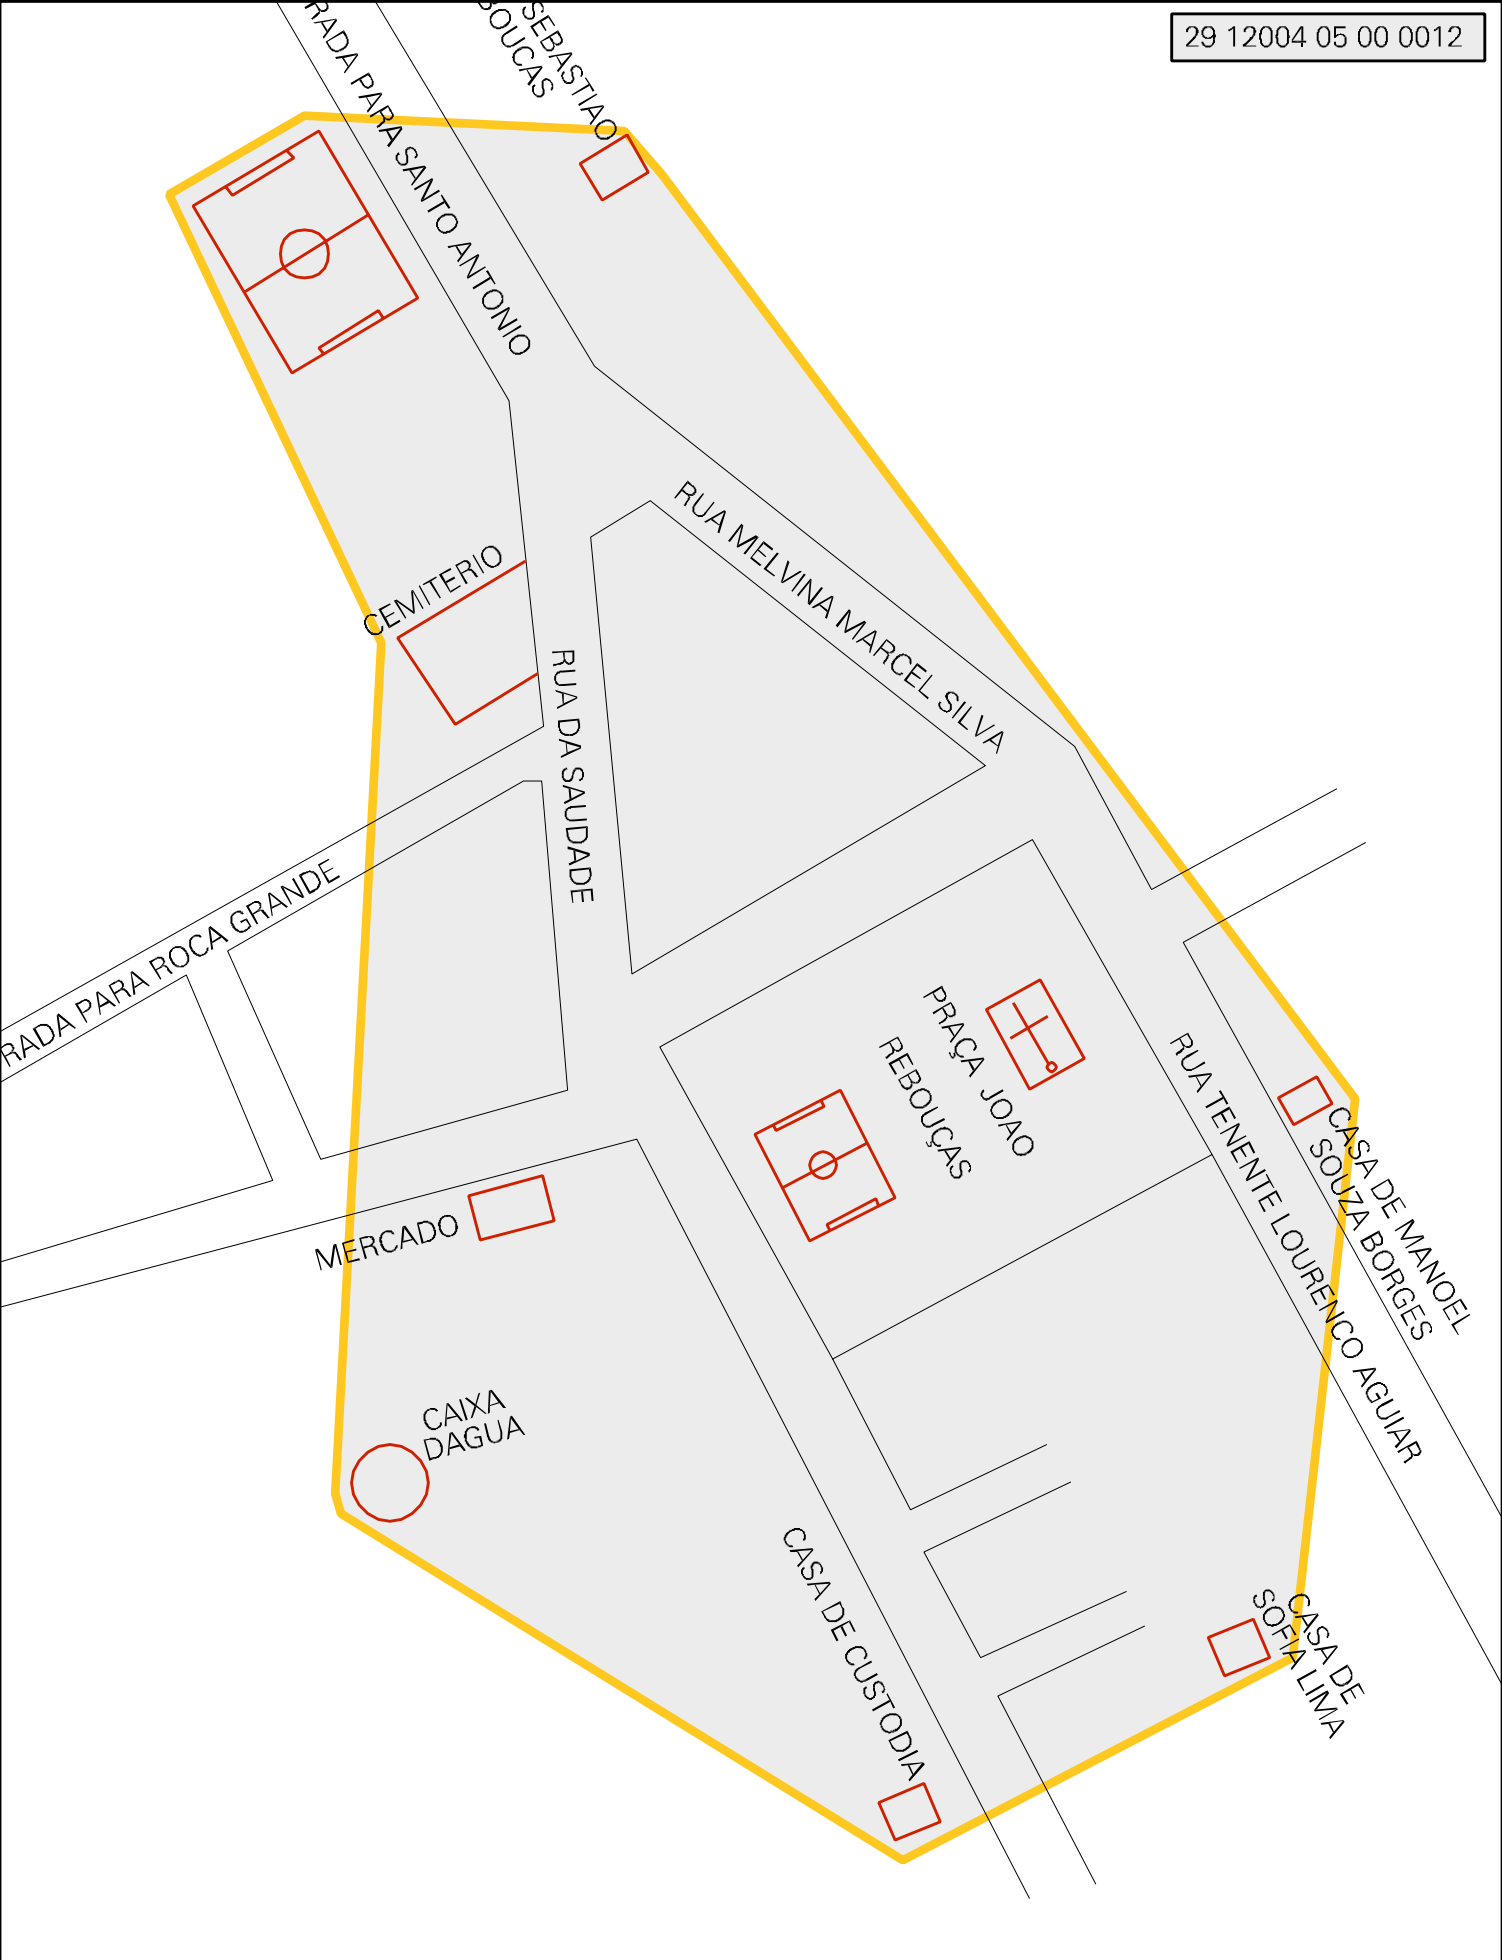 29 12004 05 00 0012
SEBASTIAO
BOUCAS
RADA PARA SANTO ANTONIO
RUA MELVINA MARCEL SILVA
CEMITERIO
RUA DA SAUDADE
RADA PARA ROCA GRANDE
PRAÇA JOAO
REBOUÇAS
RUA TENENTE LOURENCO AGUIAR
CASA DE MANOEL
SOUZA BORGES
MERCADO
CAIXA
DAGUA
CASA DE CUSTODIA
CASA DE
SOFIA LIMA